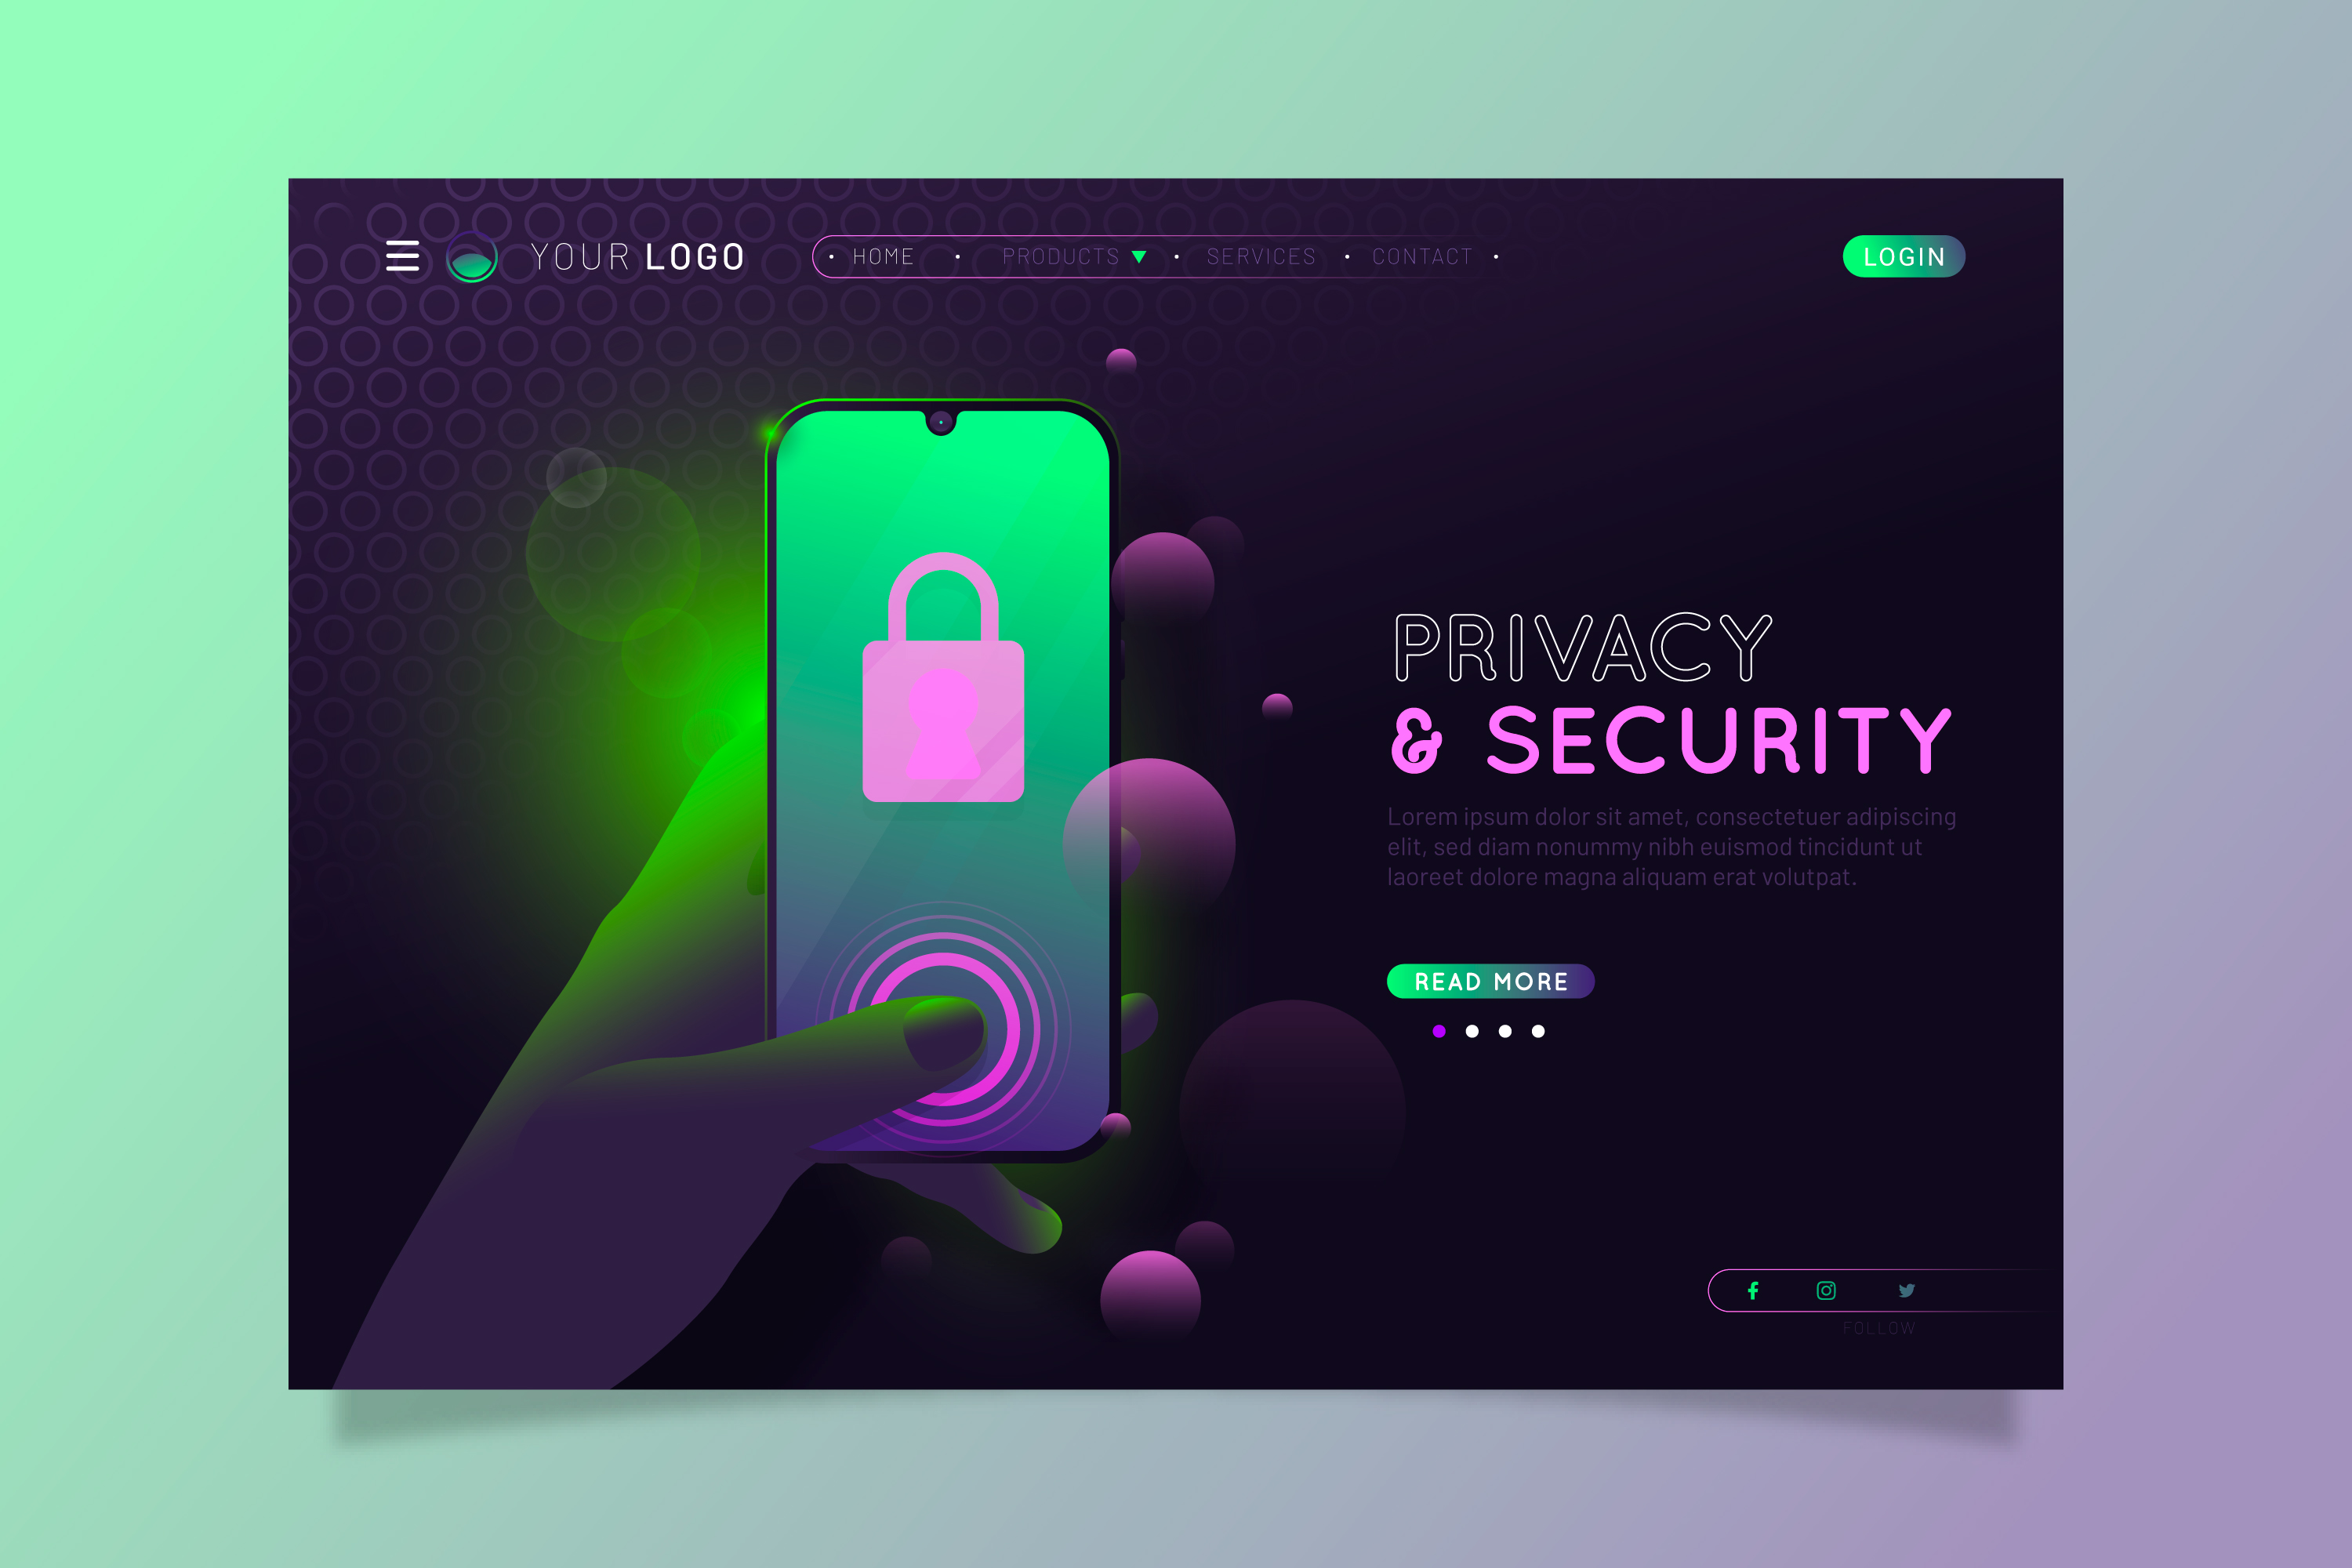 YOUR LOGO
HOME
PRODUCTS
SERVICES
CONTACT
LOGIN
PRIVACY
& SECURITY
Lorem ipsum dolor sit amet, consectetuer adipiscing
elit, sed diam nonummy nibh euismod tincidunt ut
laoreet dolore magna aliquam erat volutpat.
READ MORE
FOLLOW